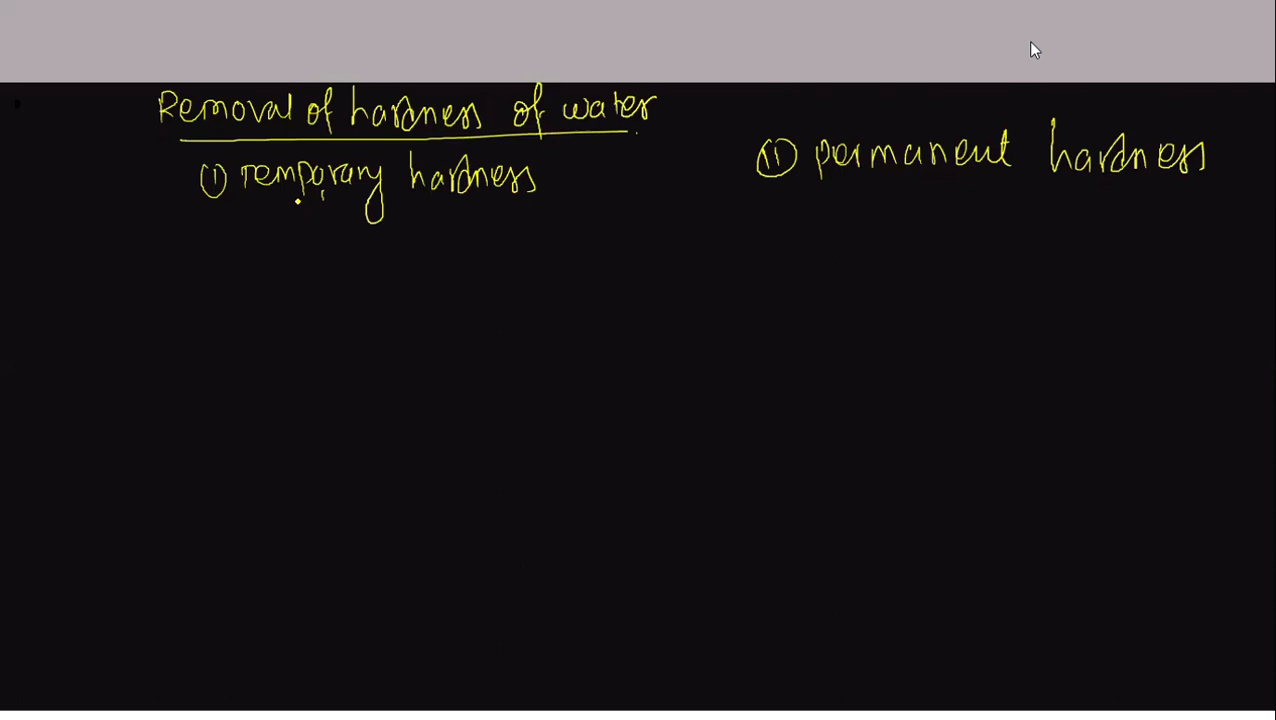 Removal of hardness of water
(i) Temporary hardness
(ii) permanent hardness